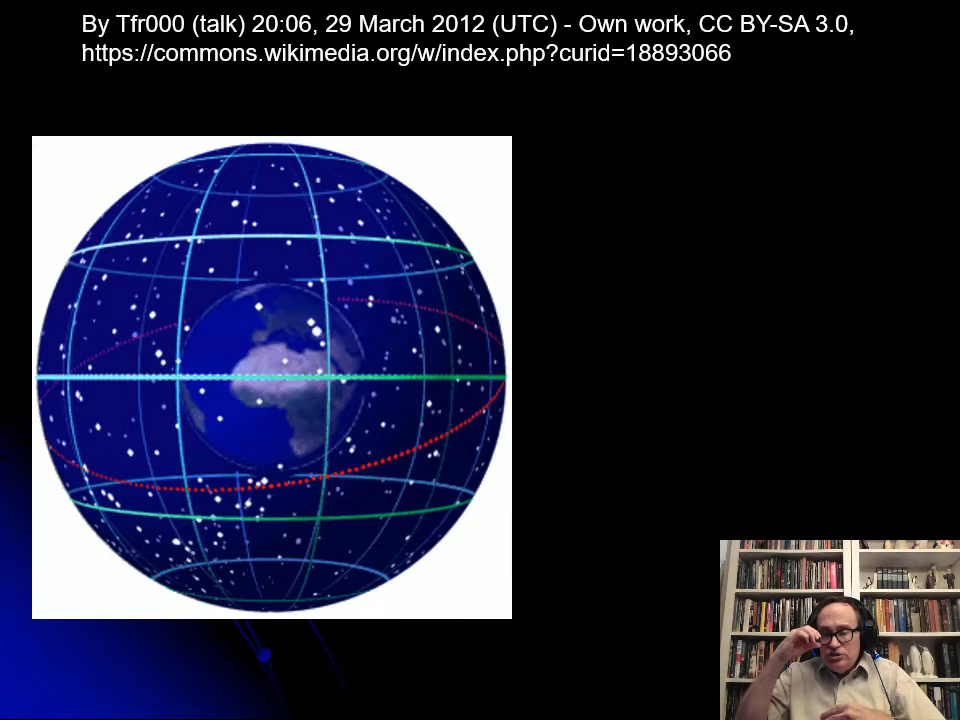 By Tfr000 (talk) 20:06, 29 March 2012 (UTC) - Own work, CC BY-SA 3.0,
https://commons.wikimedia.org/w/index.php?curid=18893066